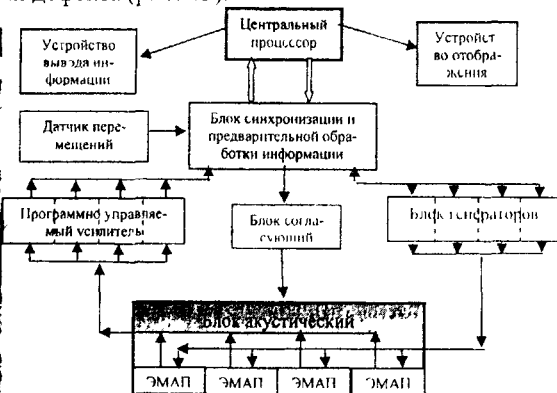 Центральный
процессор
Устройство
вывода ин-
формации
Устройст
во отобра-
жения
Датчик пере-
мещений
Блок синхронизации и
предварительной обра-
ботки информации
Программно управляе-
мый усилитель
Блок согла-
сующий
Блок генераторов
Блок акустический
ЭМАП ЭМАП ЭМАП ЭМАП